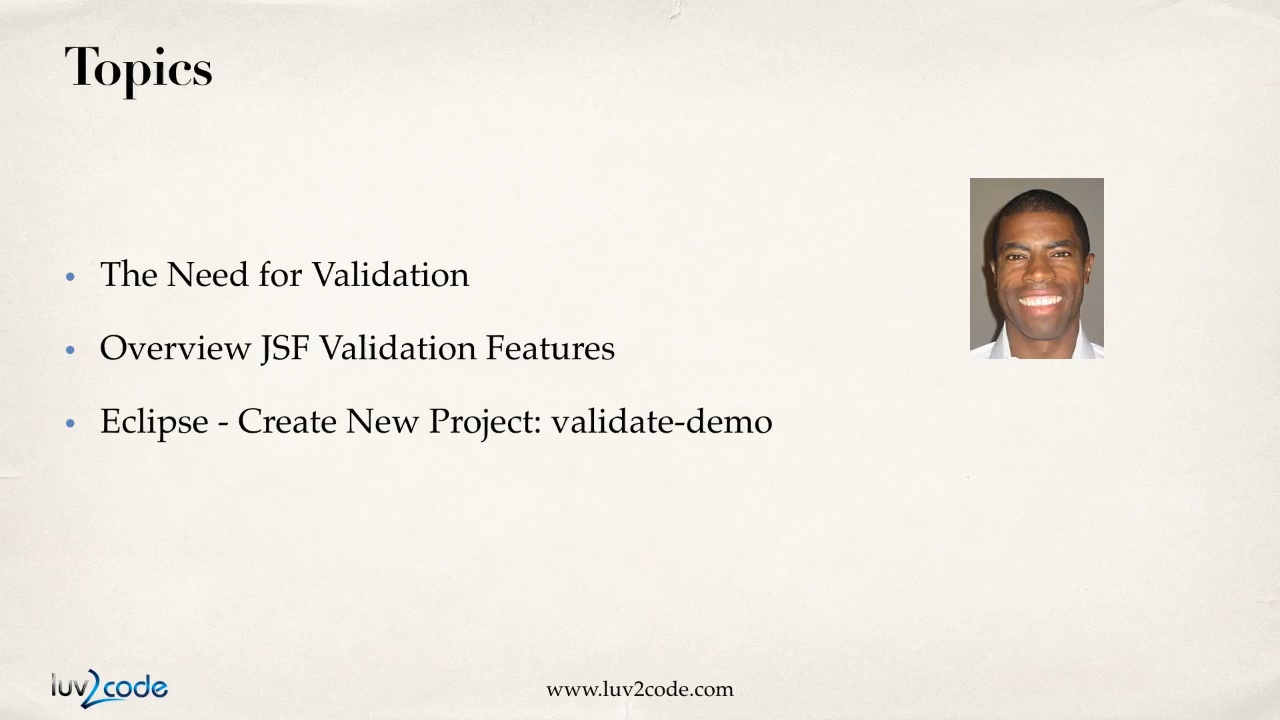 Topics
• The Need for Validation
• Overview JSF Validation Features
• Eclipse - Create New Project: validate-demo
luv2code
www.luv2code.com